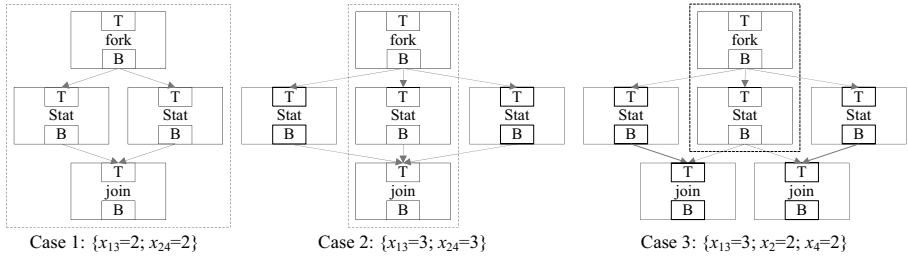 T T T
fork fork fork
B B B
T T T T T T T T
Stat Stat Stat Stat Stat Stat Stat Stat
B B B B B B B B
T T T T
join join join join
B B B B
Case 1: {x₁₃=2; x₂₄=2} Case 2: {x₁₃=3; x₂₄=3} Case 3: {x₁₃=3; x₂=2; x₄=2}